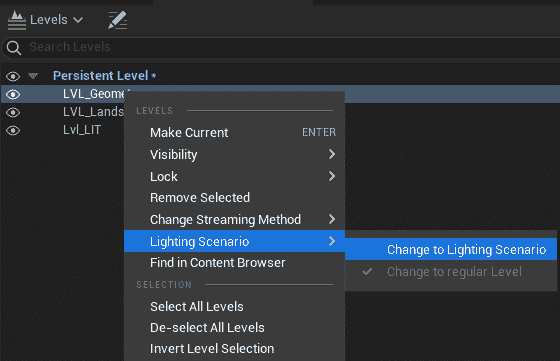 Levels
Search Levels
Persistent Level *
LVL_Geomet
LVL_Lands
Lvl_LIT
LEVELS
Make Current ENTER
Visibility
Lock
Remove Selected
Change Streaming Method
Lighting Scenario
Change to Lighting Scenario
Find in Content Browser
Change to regular Level
SELECTION
Select All Levels
De-select All Levels
Invert Level Selection